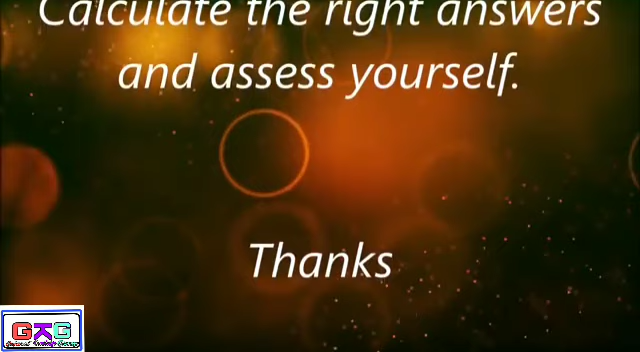 Calculate the right answers
and assess yourself.
Thanks
GKG